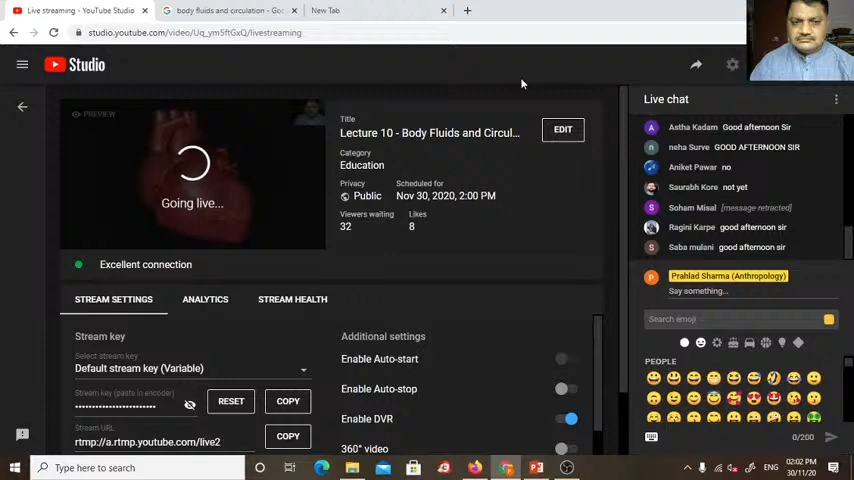 Live streaming - YouTube Studio
body fluids and circulation - Goo
New Tab
studio.youtube.com/video/Uq_ym5ftGxQ/livestreaming
Studio
PREVIEW
Going live...
Title
Lecture 10 - Body Fluids and Circul...
EDIT
Category
Education
Privacy
Public
Scheduled for
Nov 30, 2020, 2:00 PM
Viewers waiting
32
Likes
8
Excellent connection
STREAM SETTINGS
ANALYTICS
STREAM HEALTH
Stream key
Select stream key
Default stream key (Variable)
Stream key (paste in encoder)
RESET
COPY
Stream URL
rtmp://a.rtmp.youtube.com/live2
COPY
Additional settings
Enable Auto-start
Enable Auto-stop
Enable DVR
360° video
Live chat
A Astha Kadam Good afternoon Sir
n neha Surve GOOD AFTERNOON SIR
Aniket Pawar no
Saurabh Kore not yet
S Soham Misal [message retracted]
Ragini Karpe good afternoon sir
S Saba mulani good afternoon sir
P Prahlad Sharma (Anthropology)
Say something...
Search emoji
PEOPLE
0/200
Type here to search
ENG
02:02 PM
30/11/20